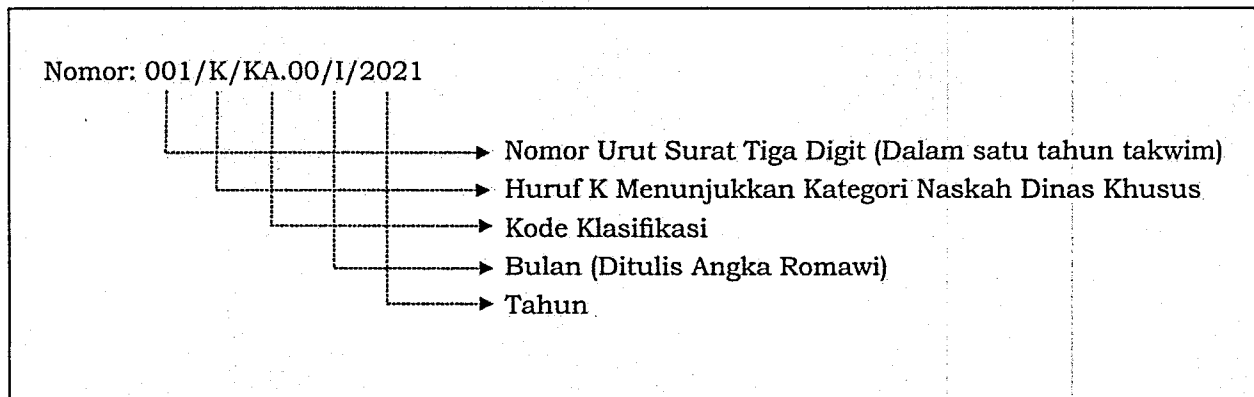 Nomor: 001/K/KA.00/I/2021
Nomor Urut Surat Tiga Digit (Dalam satu tahun takwim)
Huruf K Menunjukkan Kategori Naskah Dinas Khusus
Kode Klasifikasi
Bulan (Ditulis Angka Romawi)
Tahun